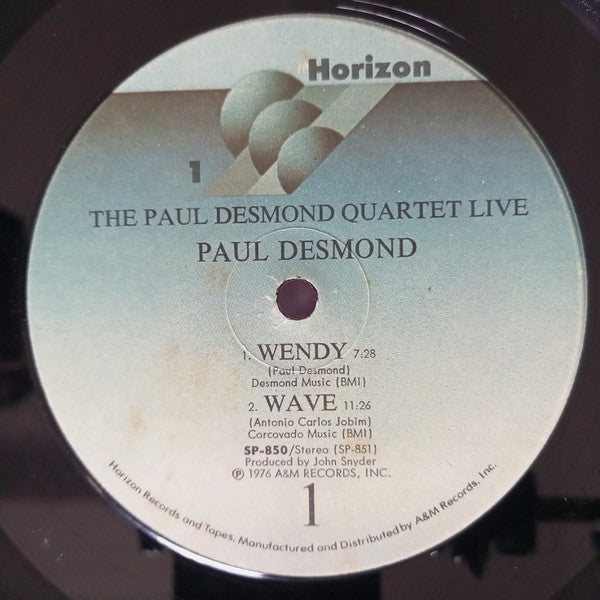 Horizon
1
THE PAUL DESMOND QUARTET LIVE
PAUL DESMOND
1. WENDY 7:28
(Paul Desmond)
Desmond Music (BMI)
2. WAVE 11:26
(Antonio Carlos Jobim)
Corcovado Music (BMI)
SP-850/Stereo (SP-851)
Produced by John Snyder
℗ 1976 A&M RECORDS, INC.
1
Horizon Records and Tapes, Manufactured and Distributed by A&M Records, Inc.